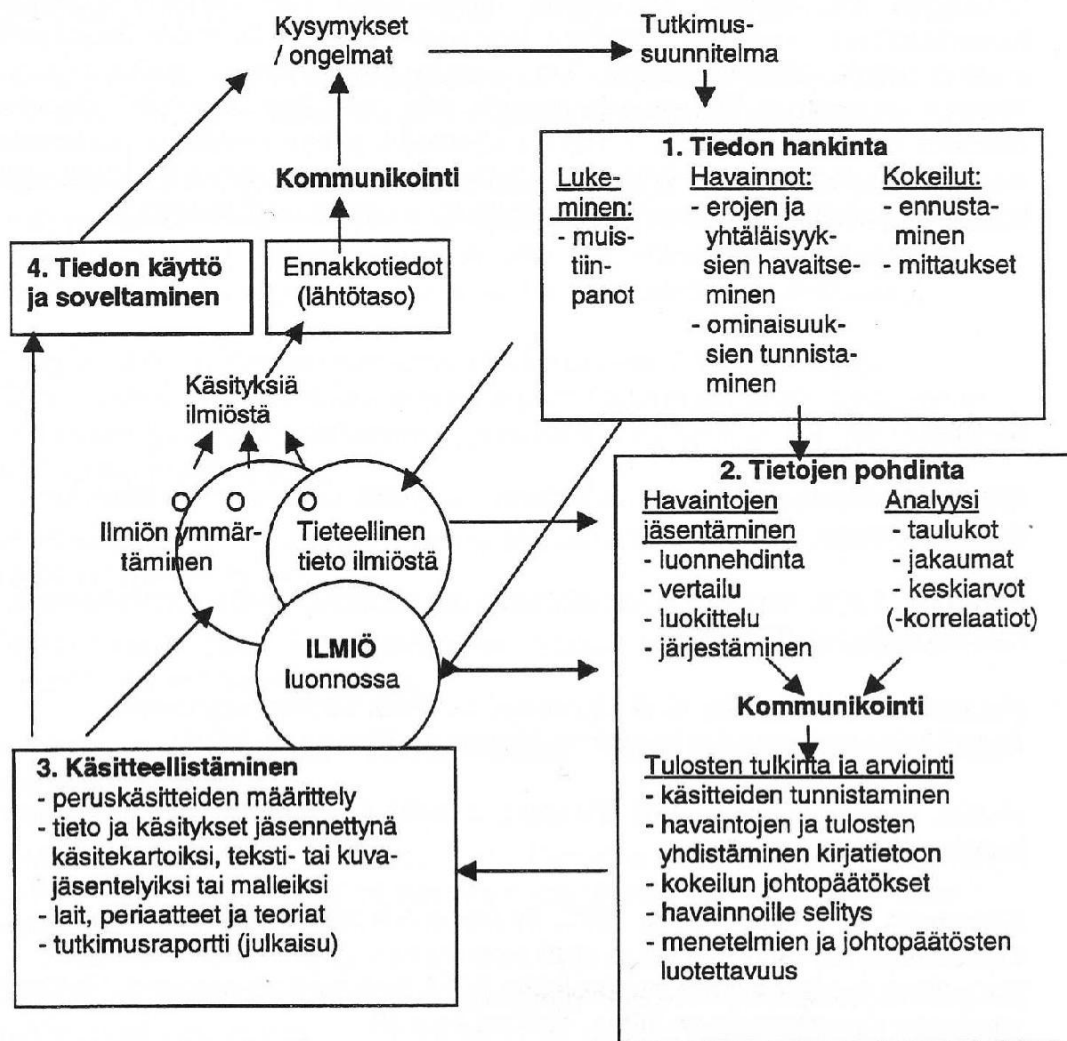 Kysymykset
/ ongelmat
Tutkimus-
suunnitelma
Kommunikointi
4. Tiedon käyttö
ja soveltaminen
Ennakkotiedot
(lähtötaso)
1. Tiedon hankinta
Luke-
minen:
- muis-
tiin-
panot
Havainnot:
- erojen ja
yhtäläisyyk-
sien havaitse-
minen
- ominaisuuk-
sien tunnista-
minen
Kokeilut:
- ennusta-
minen
- mittaukset
Käsityksiä
ilmiöstä
Ilmiön ymmär-
täminen
Tieteellinen
tieto ilmiöstä
ILMIÖ
luonnossa
2. Tietojen pohdinta
Havaintojen
jäsentäminen
- luonnehdinta
- vertailu
- luokittelu
- järjestäminen
Analyysi
- taulukot
- jakaumat
- keskiarvot
(-korrelaatiot)
Kommunikointi
Tulosten tulkinta ja arviointi
- käsitteiden tunnistaminen
- havaintojen ja tulosten
yhdistäminen kirjatietoon
- kokeilun johtopäätökset
- havainnoille selitys
- menetelmien ja johtopäätösten
luotettavuus
3. Käsitteellistäminen
- peruskäsitteiden määrittely
- tieto ja käsitykset jäsennettynä
käsitekartoiksi, teksti- tai kuva-
jäsentelyiksi tai malleiksi
- lait, periaatteet ja teoriat
- tutkimusraportti (julkaisu)